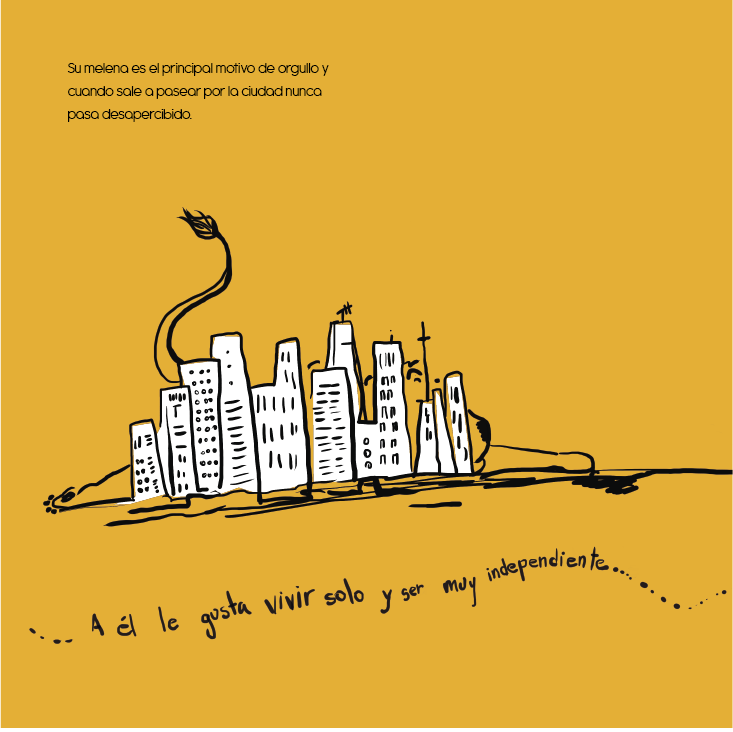 Su melena es el principal motivo de orgullo y
cuando sale a pasear por la ciudad nunca
pasa desapercibido.
A él le gusta vivir solo y ser muy independiente